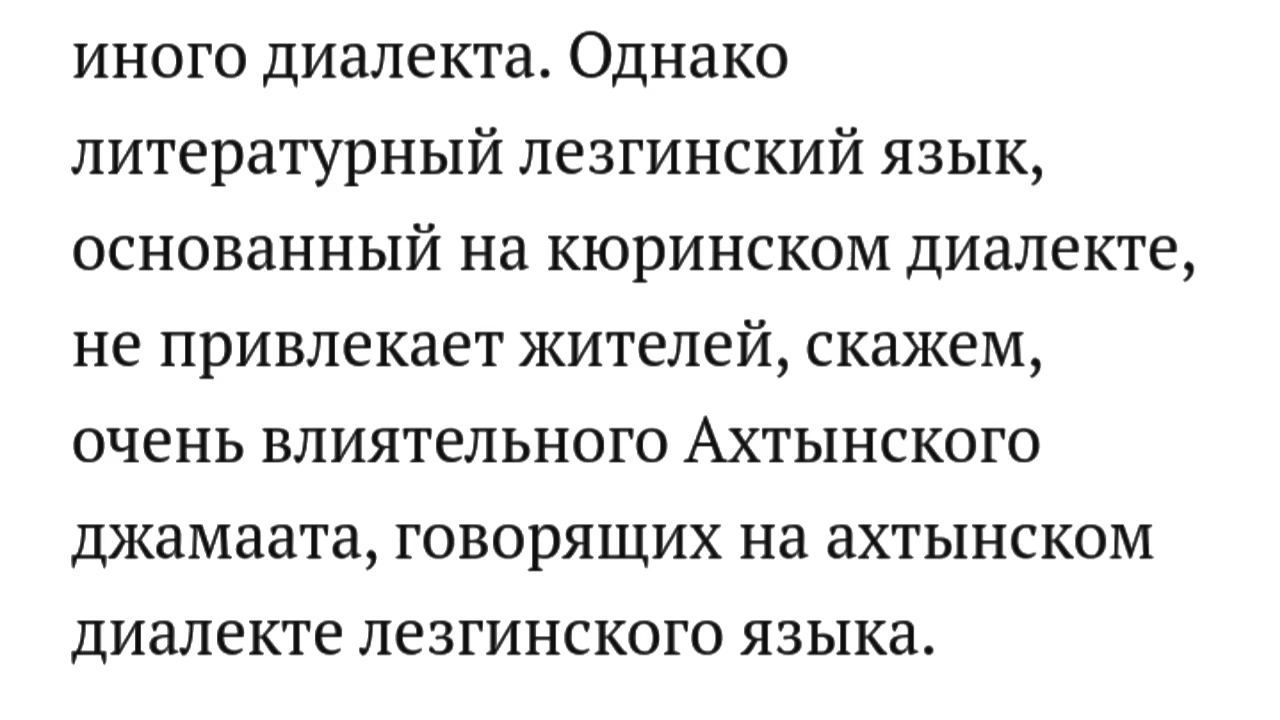 иного диалекта. Однако
литературный лезгинский язык,
основанный на кюринском диалекте,
не привлекает жителей, скажем,
очень влиятельного Ахтынского
джамаата, говорящих на ахтынском
диалекте лезгинского языка.